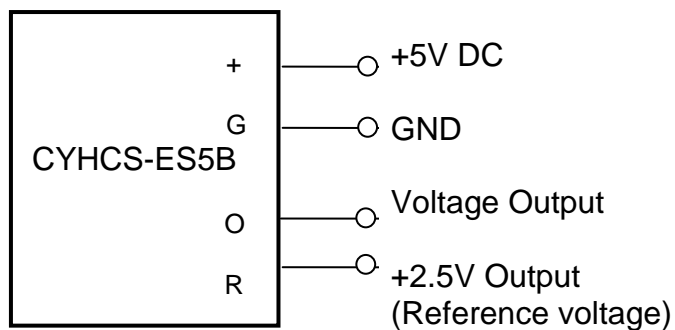 + +5V DC
G GND
CYHCS-ES5B
O Voltage Output
R +2.5V Output
(Reference voltage)